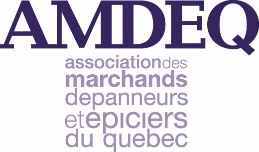 AMDEQ
associationdes
marchands
depanneurs
etepiciers
du quebec